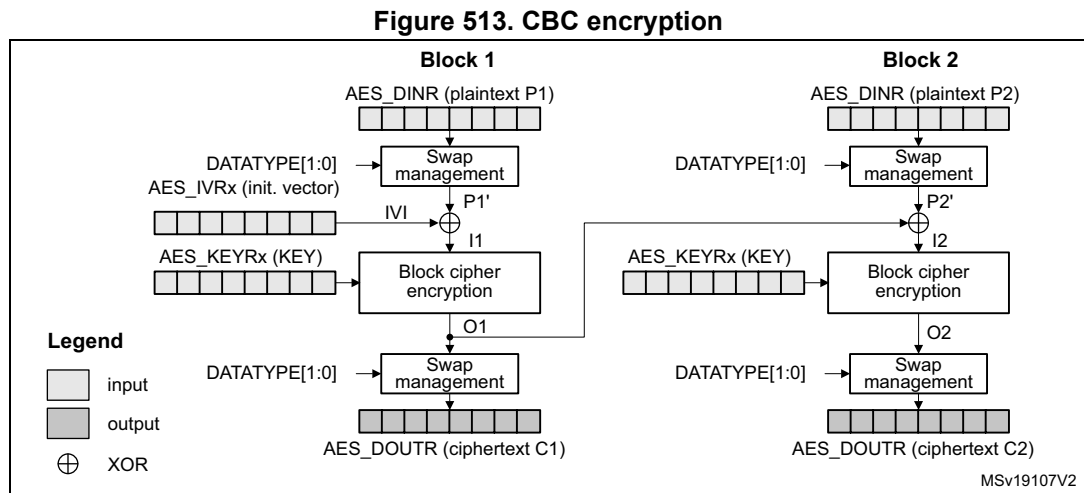 Figure 513. CBC encryption
Block 1
Block 2
AES_DINR (plaintext P1)
AES_DINR (plaintext P2)
DATATYPE[1:0]
Swap
management
DATATYPE[1:0]
Swap
management
AES_IVRx (init. vector)
P1'
P2'
IVI
I1
I2
AES_KEYRx (KEY)
Block cipher
encryption
AES_KEYRx (KEY)
Block cipher
encryption
O1
O2
Legend
input
output
XOR
DATATYPE[1:0]
Swap
management
DATATYPE[1:0]
Swap
management
AES_DOUTR (ciphertext C1)
AES_DOUTR (ciphertext C2)
MSv19107V2